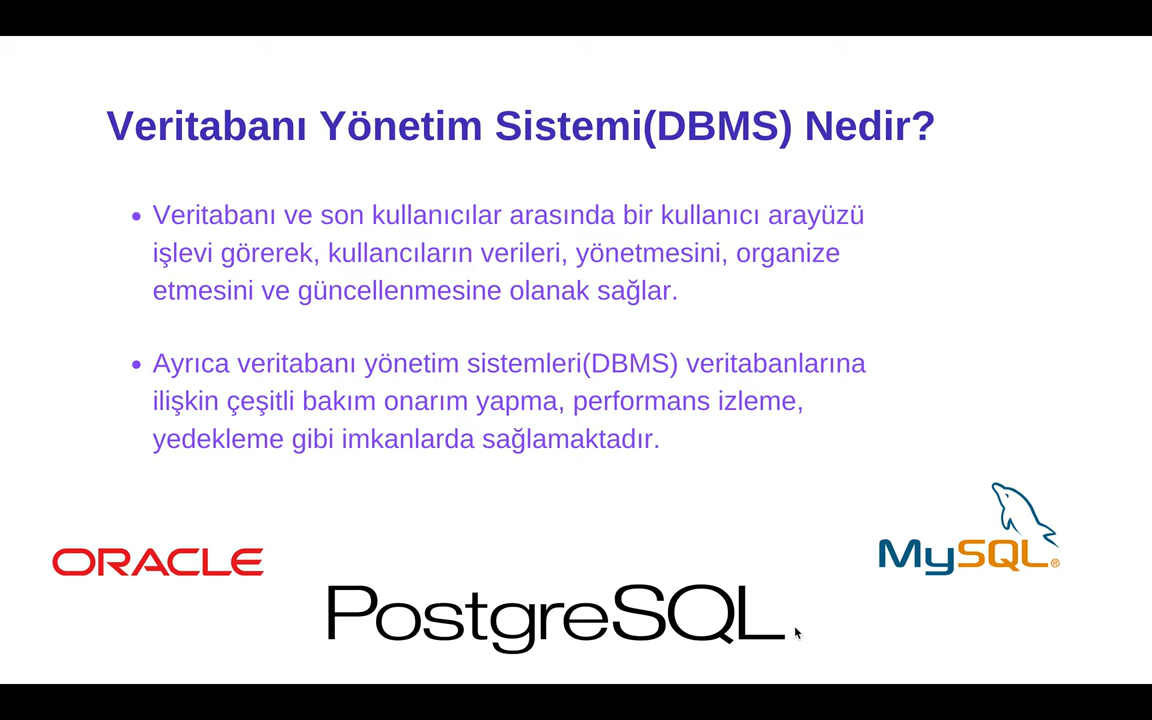 Veritabanı Yönetim Sistemi(DBMS) Nedir?
• Veritabanı ve son kullanıcılar arasında bir kullanıcı arayüzü
işlevi görerek, kullancıların verileri, yönetmesini, organize
etmesini ve güncellenmesine olanak sağlar.
• Ayrıca veritabanı yönetim sistemleri(DBMS) veritabanlarına
ilişkin çeşitli bakım onarım yapma, performans izleme,
yedekleme gibi imkanlarda sağlamaktadır.
ORACLE
PostgreSQL
MySQL®